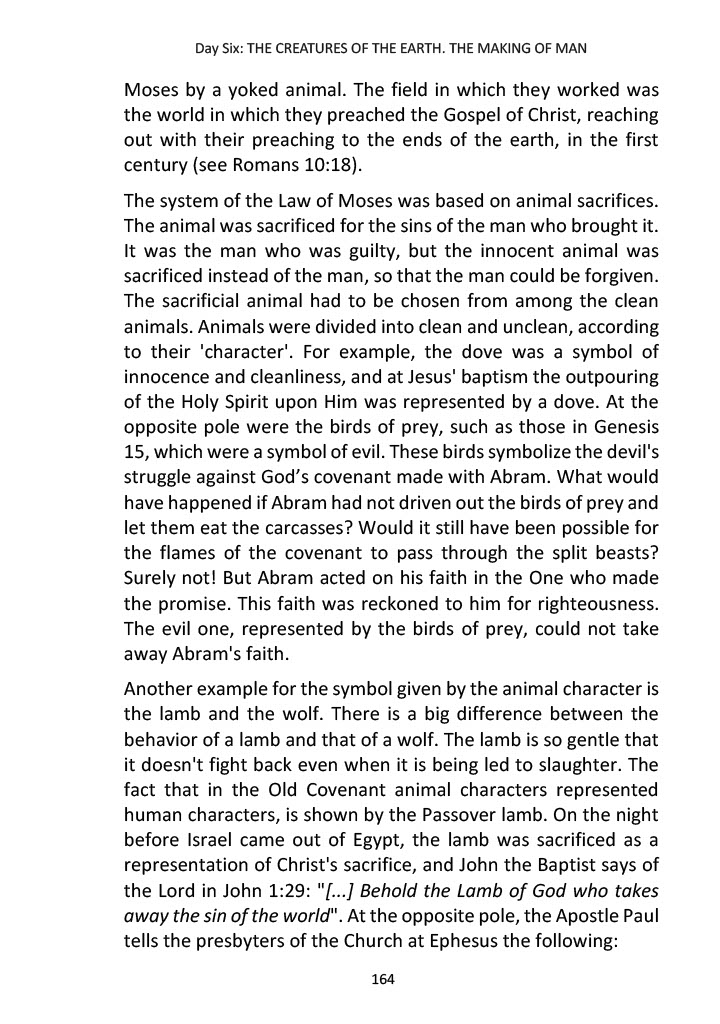 Day Six: THE CREATURES OF THE EARTH. THE MAKING OF MAN
Moses by a yoked animal. The field in which they worked was
the world in which they preached the Gospel of Christ, reaching
out with their preaching to the ends of the earth, in the first
century (see Romans 10:18).
The system of the Law of Moses was based on animal sacrifices.
The animal was sacrificed for the sins of the man who brought it.
It was the man who was guilty, but the innocent animal was
sacrificed instead of the man, so that the man could be forgiven.
The sacrificial animal had to be chosen from among the clean
animals. Animals were divided into clean and unclean, according
to their 'character'. For example, the dove was a symbol of
innocence and cleanliness, and at Jesus' baptism the outpouring
of the Holy Spirit upon Him was represented by a dove. At the
opposite pole were the birds of prey, such as those in Genesis
15, which were a symbol of evil. These birds symbolize the devil's
struggle against God’s covenant made with Abram. What would
have happened if Abram had not driven out the birds of prey and
let them eat the carcasses? Would it still have been possible for
the flames of the covenant to pass through the split beasts?
Surely not! But Abram acted on his faith in the One who made
the promise. This faith was reckoned to him for righteousness.
The evil one, represented by the birds of prey, could not take
away Abram's faith.
Another example for the symbol given by the animal character is
the lamb and the wolf. There is a big difference between the
behavior of a lamb and that of a wolf. The lamb is so gentle that
it doesn't fight back even when it is being led to slaughter. The
fact that in the Old Covenant animal characters represented
human characters, is shown by the Passover lamb. On the night
before Israel came out of Egypt, the lamb was sacrificed as a
representation of Christ's sacrifice, and John the Baptist says of
the Lord in John 1:29: "[...] Behold the Lamb of God who takes
away the sin of the world". At the opposite pole, the Apostle Paul
tells the presbyters of the Church at Ephesus the following:
164